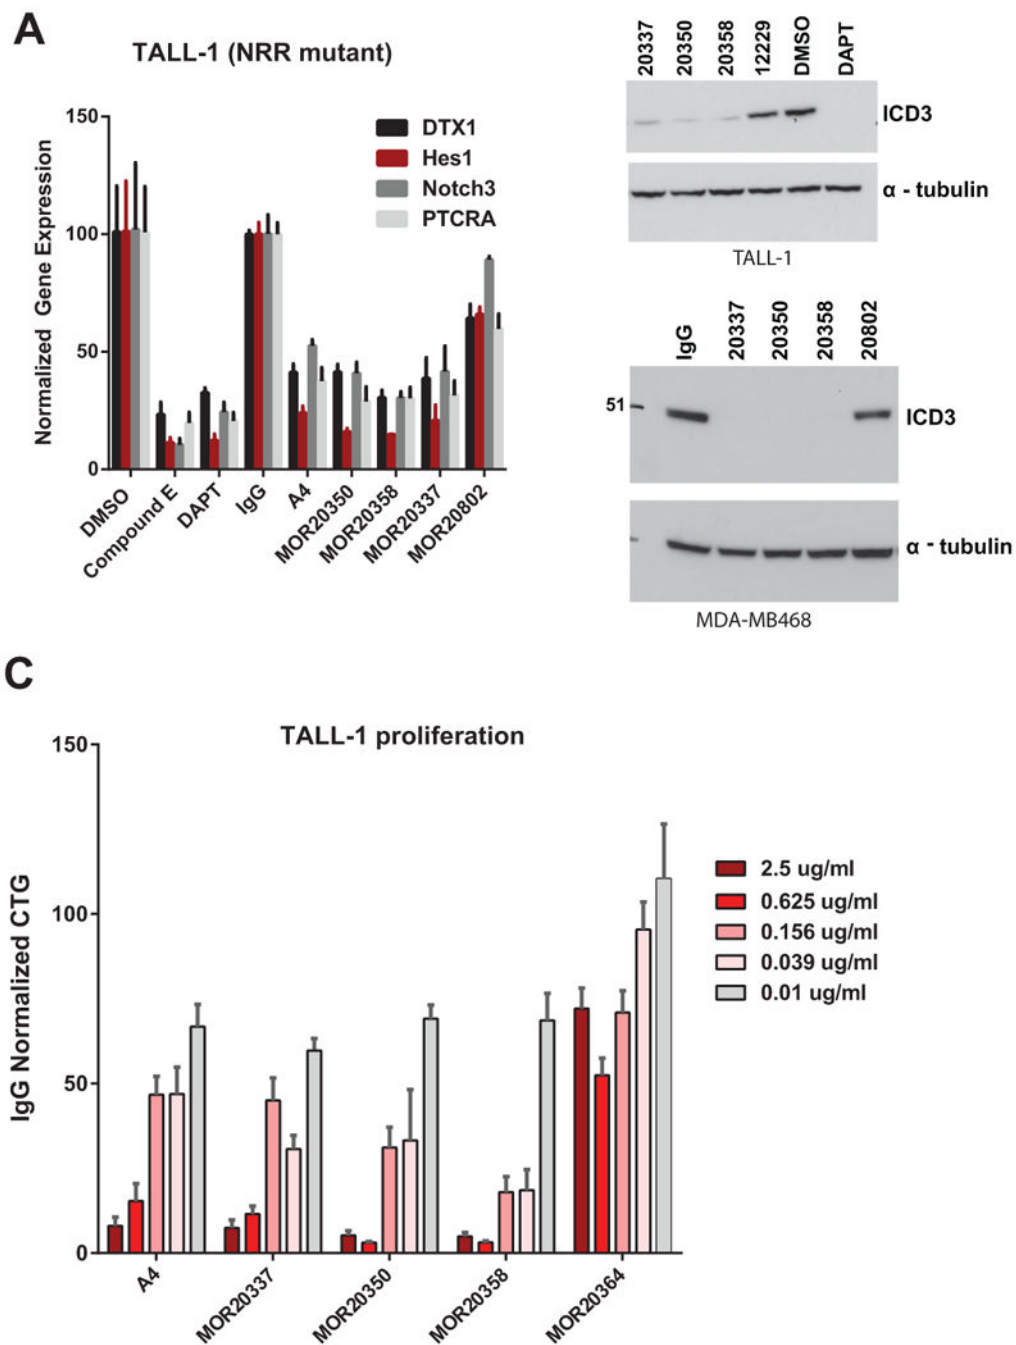 A
TALL-1 (NRR mutant)
Normalized Gene Expression
150
100
50
0
DTX1
Hes1
Notch3
PTCRA
DMSO
Compound E
DAPT
IgG
A4
MOR20350
MOR20358
MOR20337
MOR20802
20337
20350
20358
12229
DMSO
DAPT
ICD3
α - tubulin
TALL-1
IgG
20337
20350
20358
20802
51
ICD3
α - tubulin
MDA-MB468
C
TALL-1 proliferation
IgG Normalized CTG
150
100
50
0
2.5 ug/ml
0.625 ug/ml
0.156 ug/ml
0.039 ug/ml
0.01 ug/ml
A4
MOR20337
MOR20350
MOR20358
MOR20364